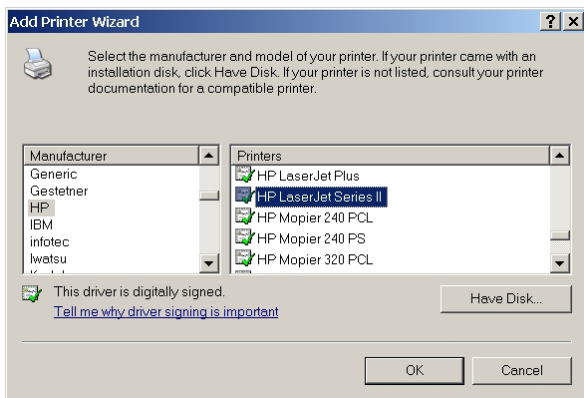 Add Printer Wizard
Select the manufacturer and model of your printer. If your printer came with an
installation disk, click Have Disk. If your printer is not listed, consult your printer
documentation for a compatible printer.
Manufacturer
Generic
Gestetner
HP
IBM
infotec
Iwatsu
Printers
HP LaserJet Plus
HP LaserJet Series II
HP Mopier 240 PCL
HP Mopier 240 PS
HP Mopier 320 PCL
This driver is digitally signed.
Tell me why driver signing is important
Have Disk...
OK
Cancel